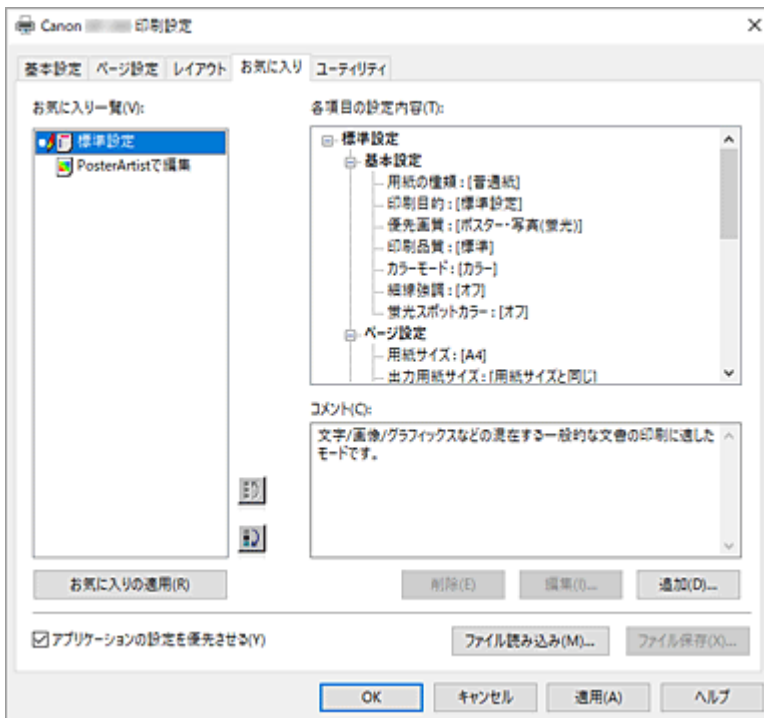 Canon 印刷設定
基本設定 ページ設定 レイアウト お気に入り ユーティリティ
お気に入り一覧(V):
標準設定
PosterArtistで編集
各項目の設定内容(T):
標準設定
基本設定
用紙の種類:[普通紙]
印刷目的:[標準設定]
優先画質:[ポスター・写真(蛍光)]
印刷品質:[標準]
カラーモード:[カラー]
細線強調:[オフ]
蛍光スポットカラー:[オフ]
ページ設定
用紙サイズ:[A4]
出力用紙サイズ:[用紙サイズと同じ]
コメント(C):
文字/画像/グラフィックスなどの混在する一般的な文書の印刷に適した
モードです。
お気に入りの適用(R)
削除(E) 編集(I)... 追加(D)...
アプリケーションの設定を優先させる(Y)
ファイル読み込み(M)... ファイル保存(X)...
OK キャンセル 適用(A) ヘルプ